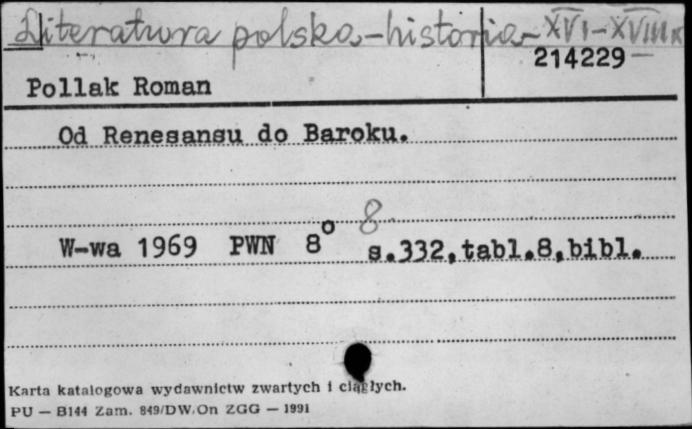 Literatura polska-historia-XVI-XVIII w
214229
Pollak Roman
Od Renesansu do Baroku.
8
W-wa 1969 PWN 8° s.332,tabl.8,bibl.
Karta katalogowa wydawnictw zwartych i ciągłych.
PU — B144 Zam. 849/DW.On ZGG — 1991